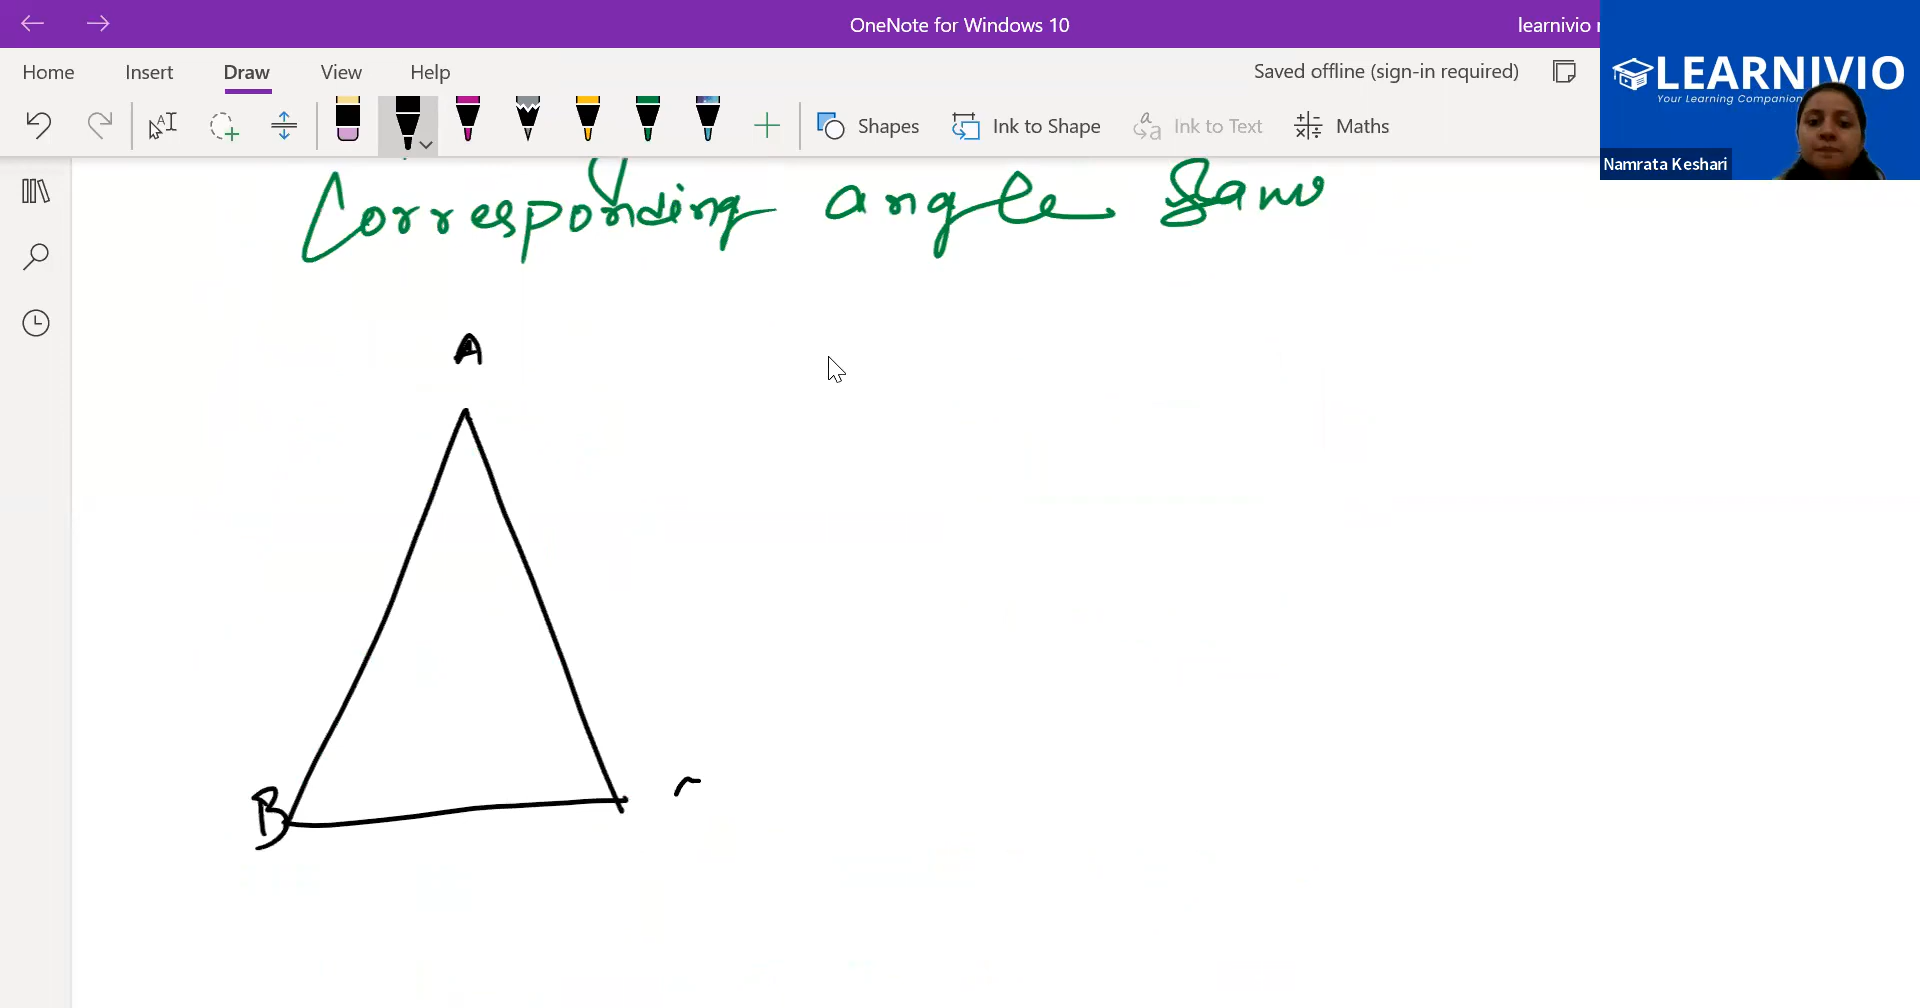 OneNote for Windows 10
learnivio
Home Insert Draw View Help
Saved offline (sign-in required)
Shapes Ink to Shape Ink to Text Maths
LEARNIVIO
Your Learning Companion
Namrata Keshari
Corresponding angle
A
B